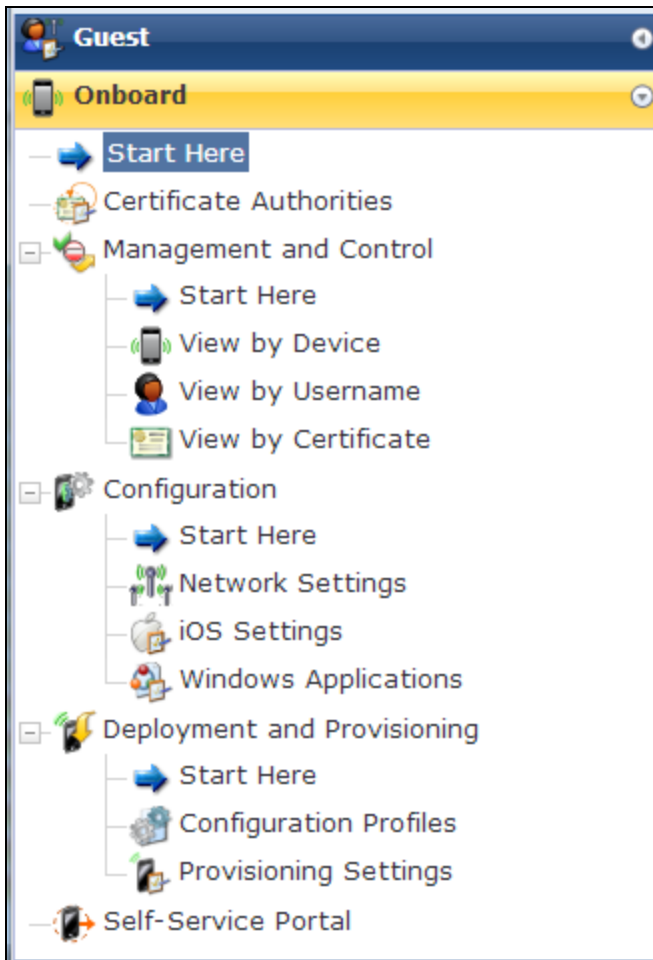 Guest
Onboard
Start Here
Certificate Authorities
Management and Control
Start Here
View by Device
View by Username
View by Certificate
Configuration
Start Here
Network Settings
iOS Settings
Windows Applications
Deployment and Provisioning
Start Here
Configuration Profiles
Provisioning Settings
Self-Service Portal